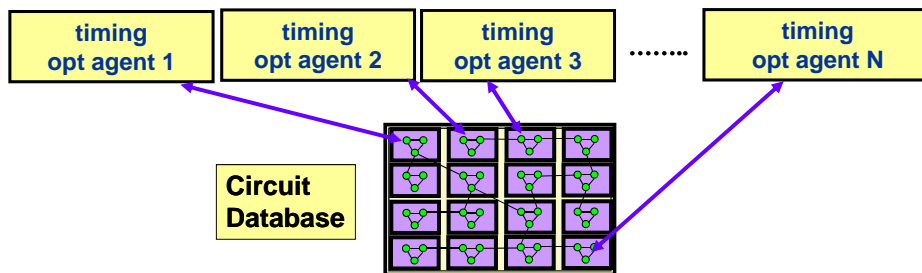 timing
opt agent 1
timing
opt agent 2
timing
opt agent 3
........
timing
opt agent N
Circuit
Database